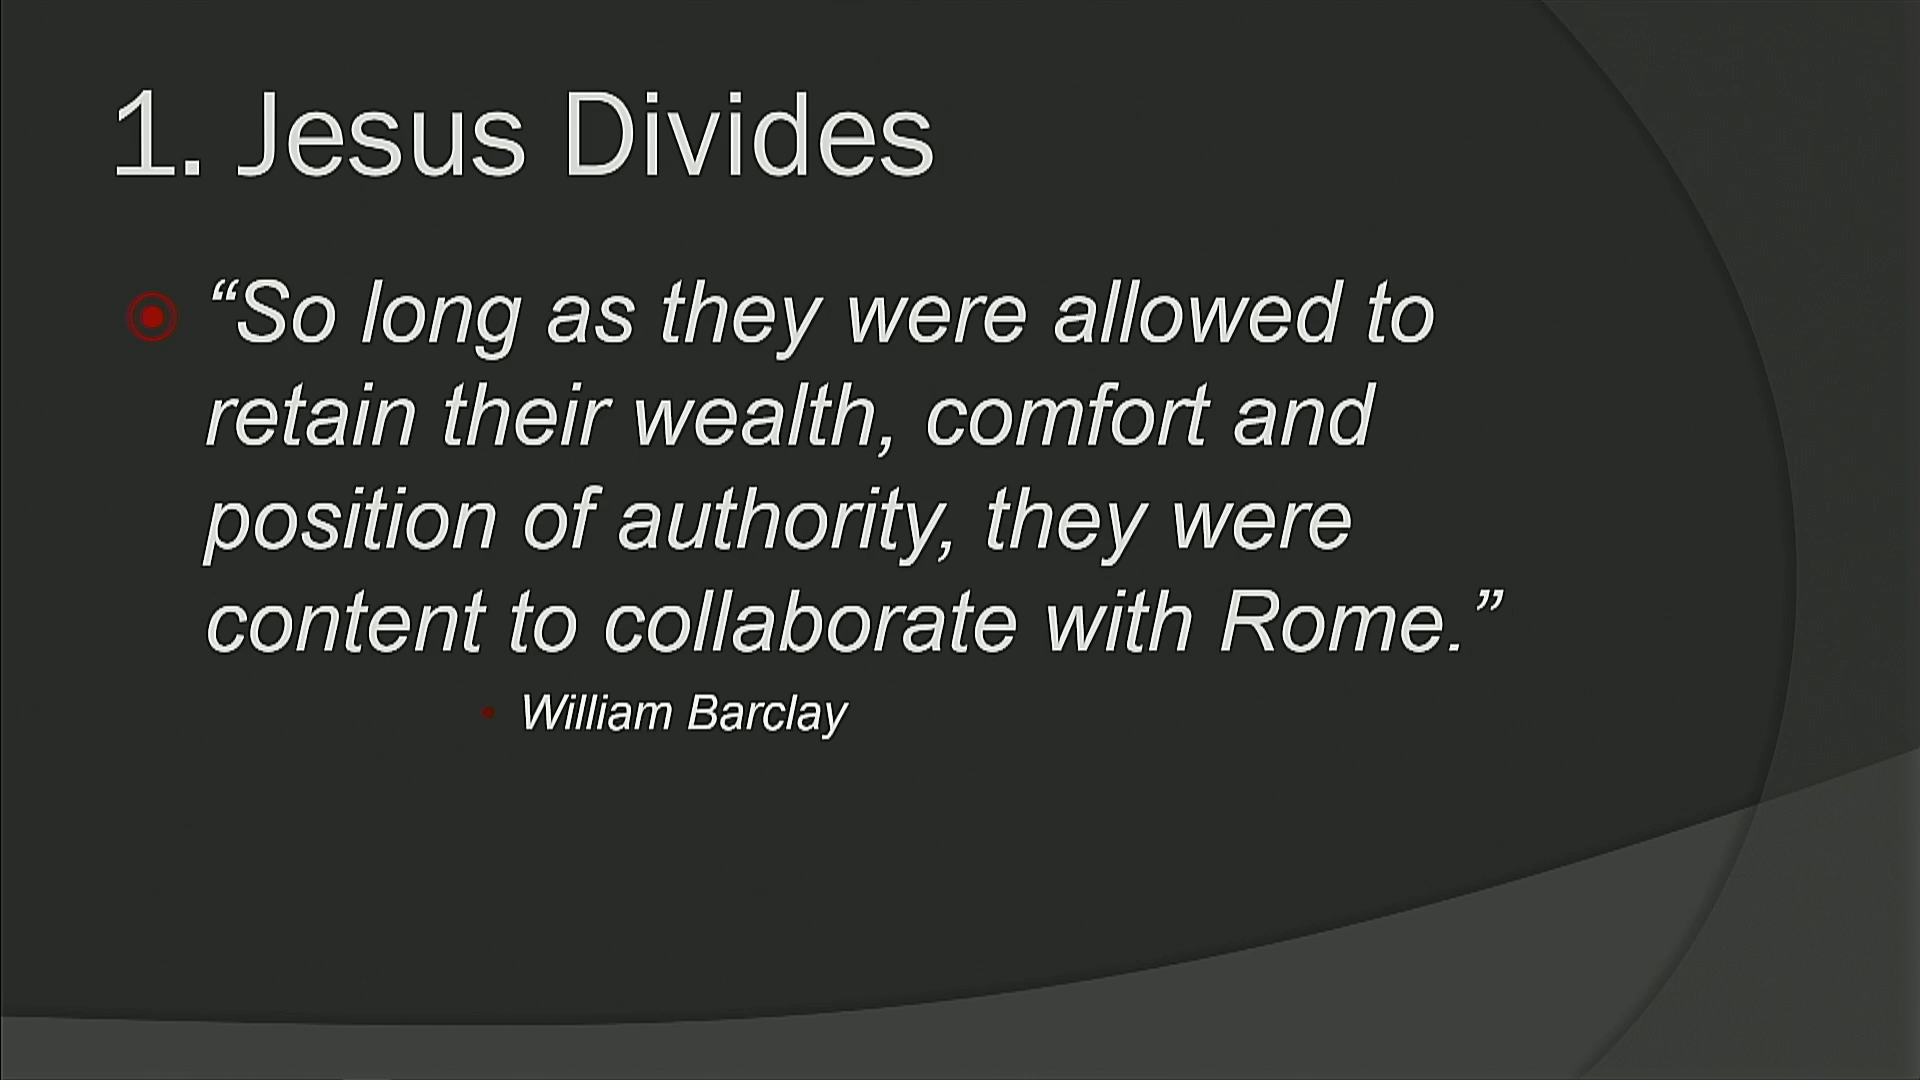 1. Jesus Divides
“So long as they were allowed to
retain their wealth, comfort and
position of authority, they were
content to collaborate with Rome.”
William Barclay